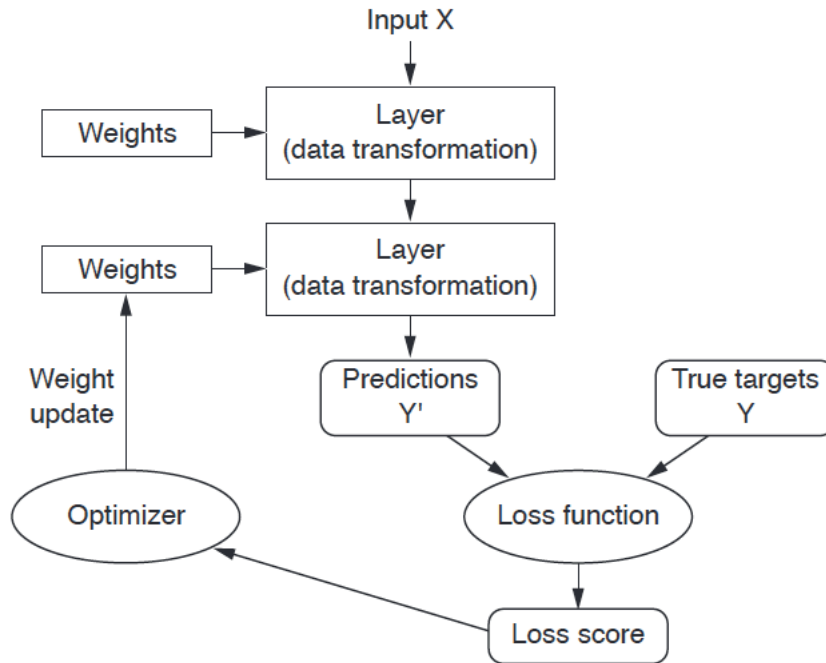 Input X
Weights
Layer
(data transformation)
Weights
Layer
(data transformation)
Weight
update
Predictions
Y'
True targets
Y
Optimizer
Loss function
Loss score